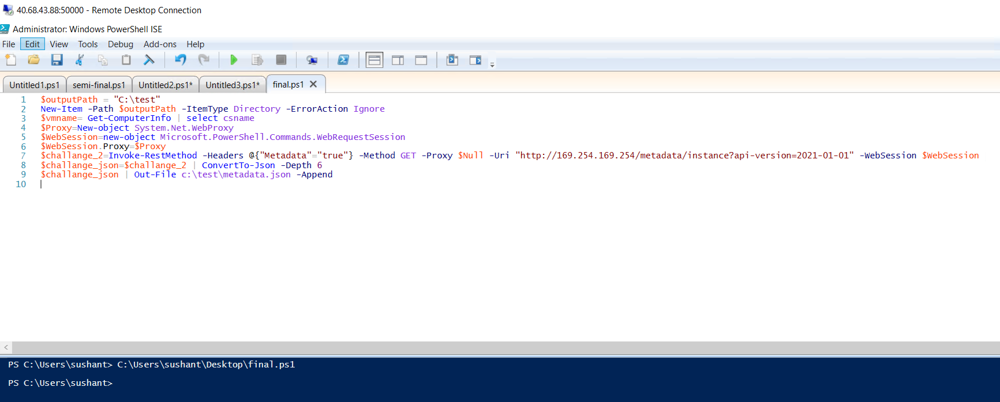 40.68.43.88:50000 - Remote Desktop Connection
Administrator: Windows PowerShell ISE
File Edit View Tools Debug Add-ons Help
Untitled1.ps1 semi-final.ps1 Untitled2.ps1* Untitled3.ps1* final.ps1
1 $outputPath = "C:\test"
2 New-Item -Path $outputPath -ItemType Directory -ErrorAction Ignore
3 $vmname= Get-ComputerInfo | select csname
4 $Proxy=New-object System.Net.WebProxy
5 $WebSession=new-object Microsoft.PowerShell.Commands.WebRequestSession
6 $WebSession.Proxy=$Proxy
7 $challange_2=Invoke-RestMethod -Headers @{"Metadata"="true"} -Method GET -Proxy $Null -Uri "http://169.254.169.254/metadata/instance?api-version=2021-01-01" -WebSession $WebSession
8 $challange_json=$challange_2 | ConvertTo-Json -Depth 6
9 $challange_json | Out-File c:\test\metadata.json -Append
10
PS C:\Users\sushant> C:\Users\sushant\Desktop\final.ps1
PS C:\Users\sushant>